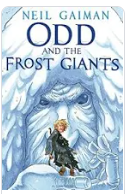 NEIL GAIMAN
ODD
AND THE
FROST GIANTS